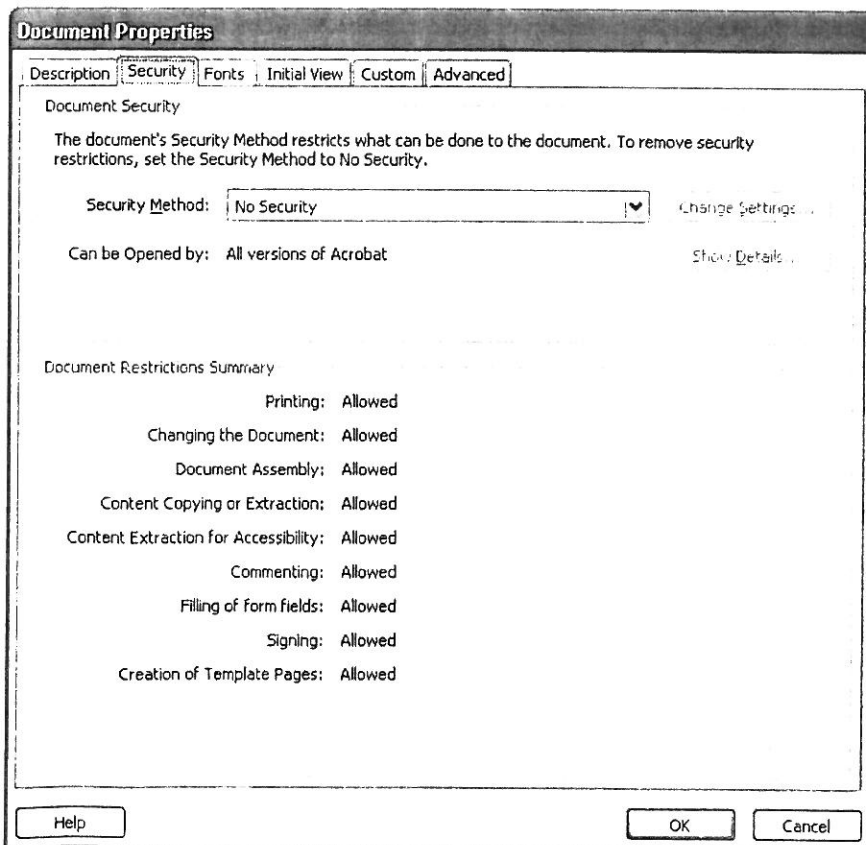 Document Properties
Description Security Fonts Initial View Custom Advanced
Document Security
The document's Security Method restricts what can be done to the document. To remove security
restrictions, set the Security Method to No Security.
Security Method: No Security Change Settings...
Can be Opened by: All versions of Acrobat Show Details...
Document Restrictions Summary
Printing: Allowed
Changing the Document: Allowed
Document Assembly: Allowed
Content Copying or Extraction: Allowed
Content Extraction for Accessibility: Allowed
Commenting: Allowed
Filling of form fields: Allowed
Signing: Allowed
Creation of Template Pages: Allowed
Help OK Cancel